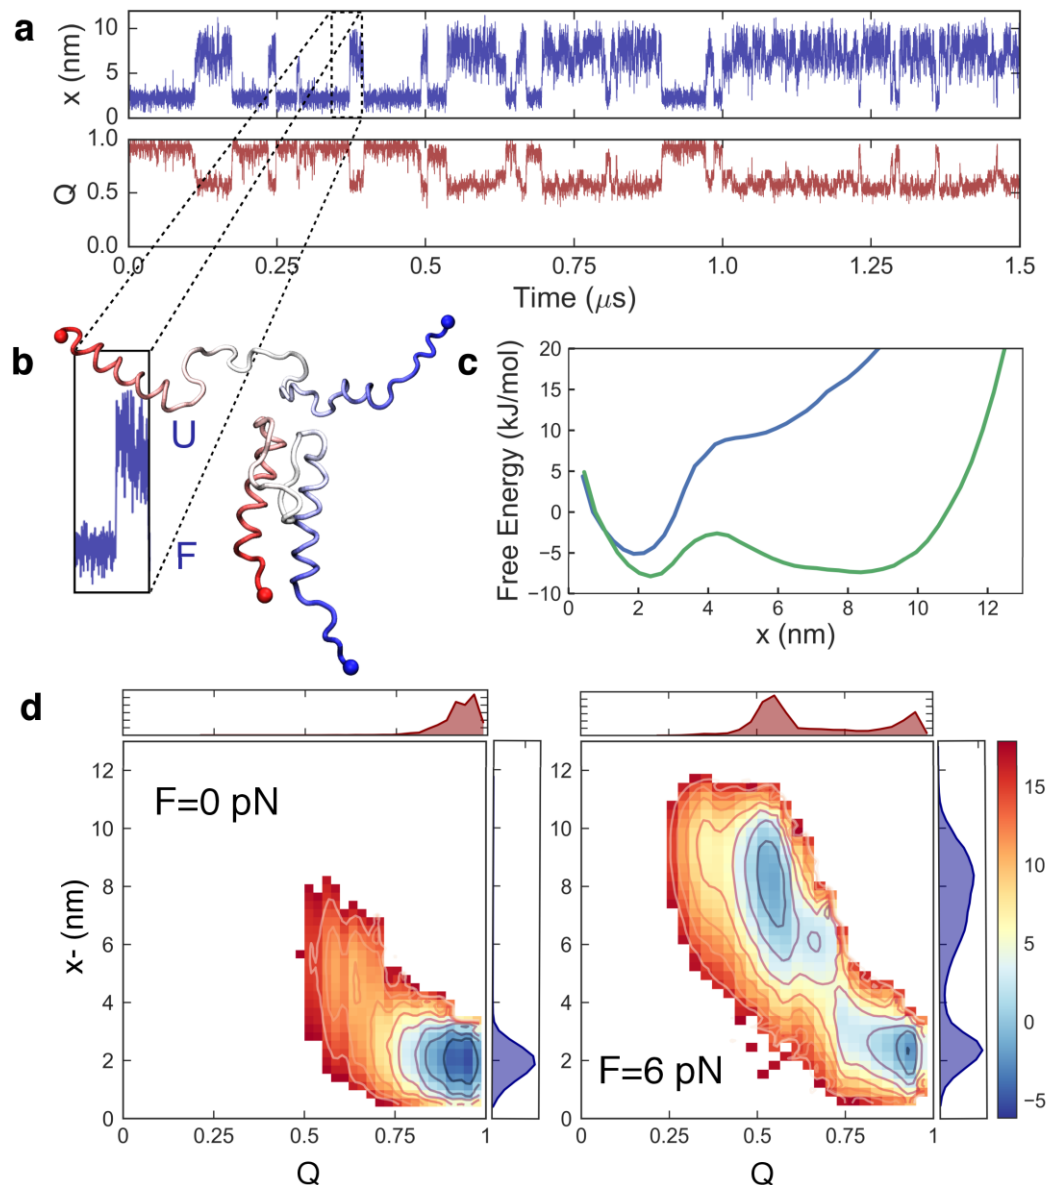 a
x (nm)
10
5
0
Q
1.0
0.5
0.0
0.0 0.25 0.5 0.75 1.0 1.25 1.5
Time (μs)
b
U
F
c
Free Energy (kJ/mol)
20
15
10
5
0
−5
−10
0 2 4 6 8 10 12
x (nm)
d
x- (nm)
12
10
8
6
4
2
0
F=0 pN
0 0.25 0.5 0.75 1
Q
12
10
8
6
4
2
0
F=6 pN
0 0.25 0.5 0.75 1
Q
15
10
5
0
−5